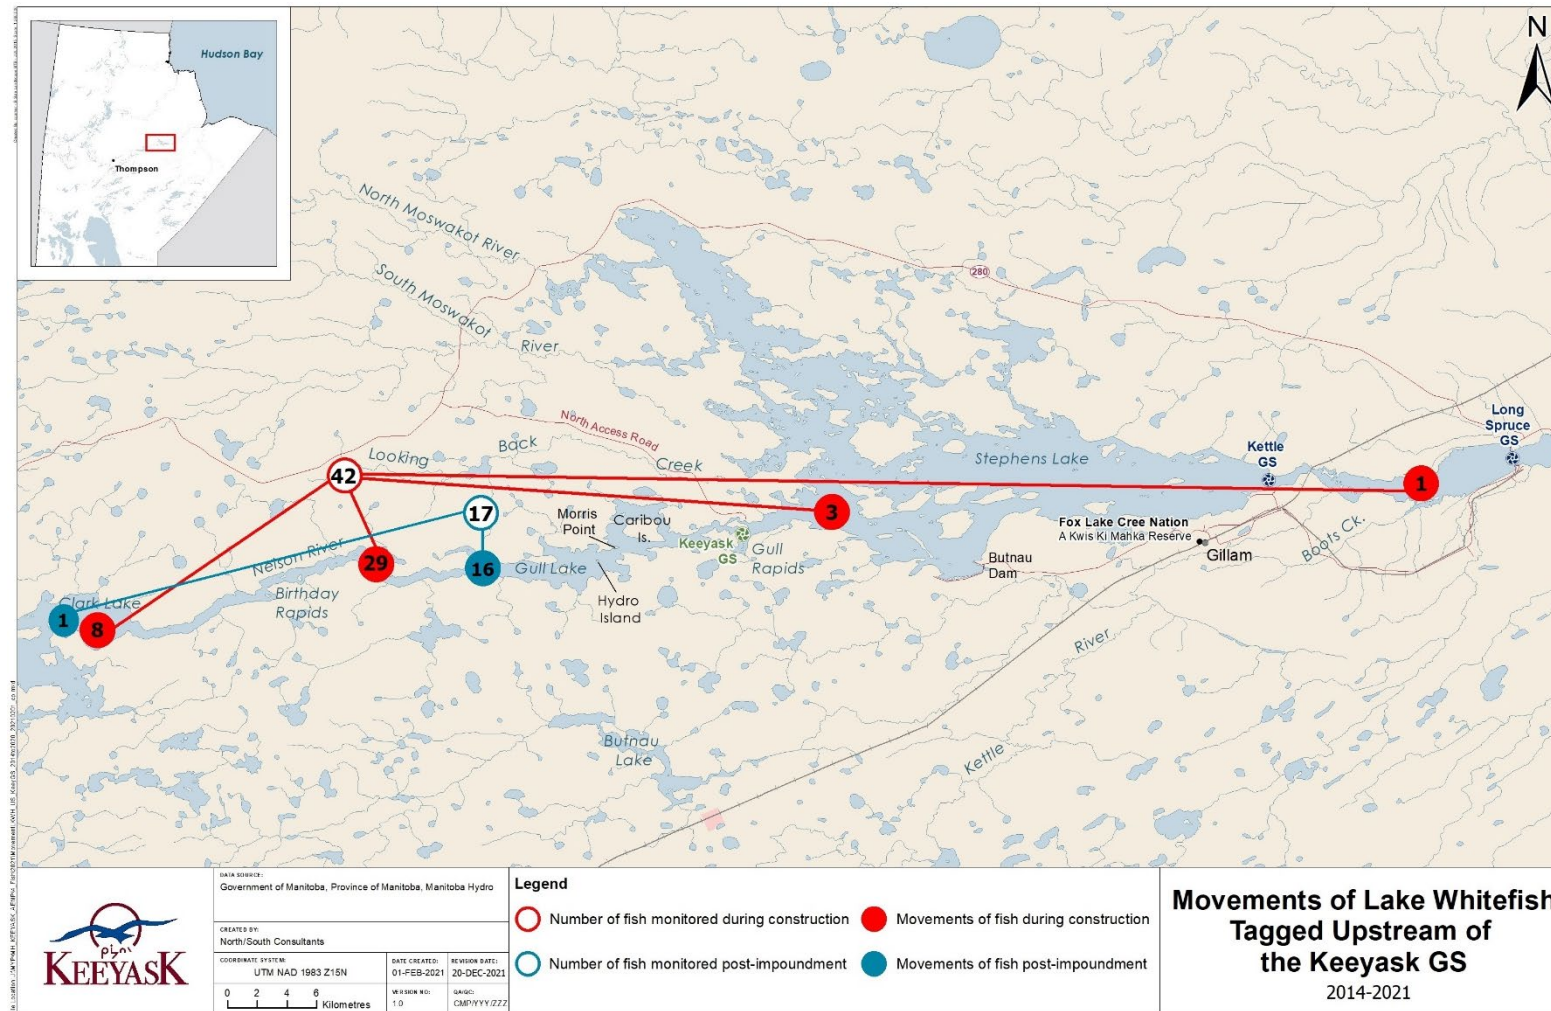 Hudson Bay
Thompson
N
North Moswakot River
South Moswakot
River
280
North Access Road
Looking
Back
Creek
Stephens Lake
Long
Spruce
GS
Kettle
GS
42
17
1
3
Morris
Point
Caribou
Is.
Keeyask
GS
Gull
Rapids
Fox Lake Cree Nation
A Kwis Ki Mahka Reserve
Gillam
Boots Ck.
Butnau
Dam
Nelson River
29
16
Gull Lake
Birthday
Rapids
Hydro
Island
Clark Lake
1
8
River
Kettle
Butnau
Lake
KEEYASK
DATA SOURCE:
Government of Manitoba, Province of Manitoba, Manitoba Hydro
CREATED BY:
North/South Consultants
COORDINATE SYSTEM:
UTM NAD 1983 Z15N
DATE CREATED:
01-FEB-2021
REVISION DATE:
20-DEC-2021
0 2 4 6
Kilometres
VERSION NO:
1.0
QA/QC:
CMP/YYY/ZZZ
Legend
Number of fish monitored during construction
Movements of fish during construction
Number of fish monitored post-impoundment
Movements of fish post-impoundment
Movements of Lake Whitefish
Tagged Upstream of
the Keeyask GS
2014-2021